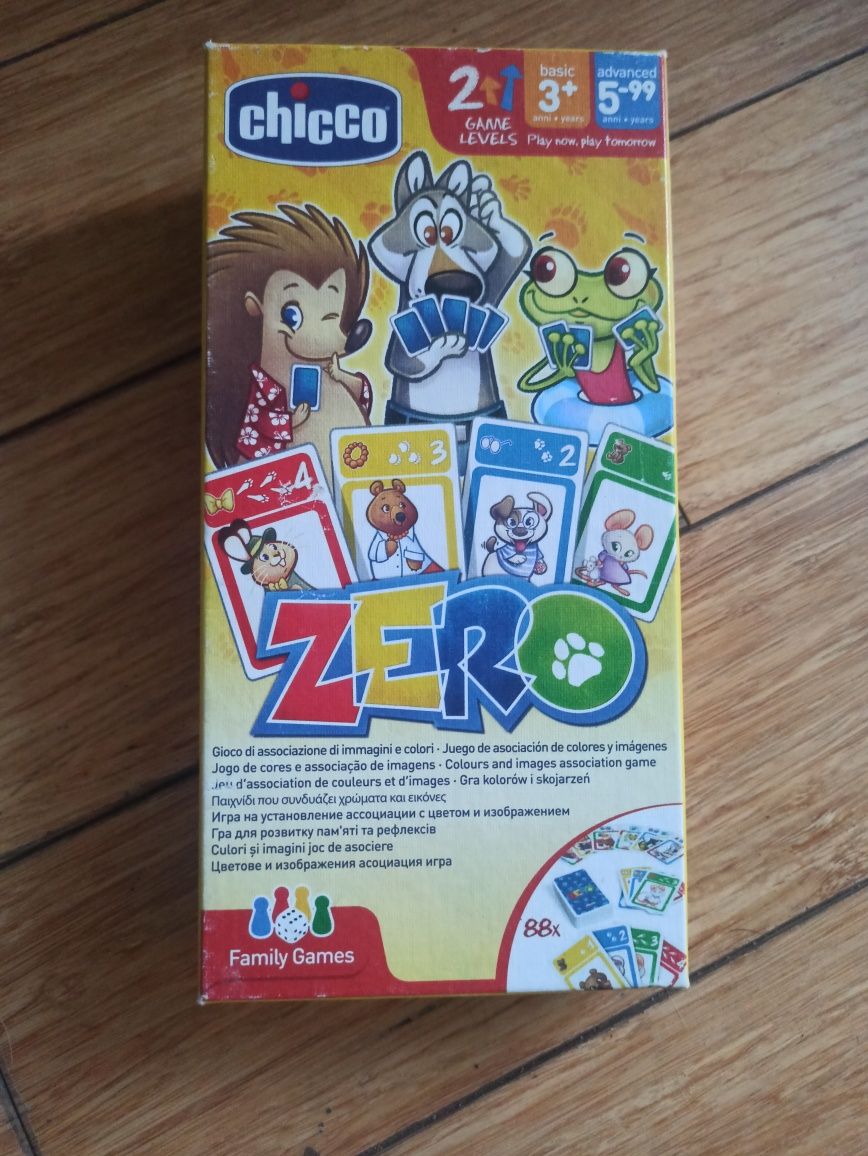 chicco
2
GAME
LEVELS
basic
3+
anni • years
advanced
5-99
anni • years
Play now, play tomorrow
4
3
2
ZERO
Gioco di associazione di immagini e colori · Juego de asociación de colores y imágenes
Jogo de cores e associação de imagens · Colours and images association game
Jeu d'association de couleurs et d'images · Gra kolorów i skojarzeń
Παιχνίδι που συνδυάζει χρώματα και εικόνες
Игра на установление ассоциации с цветом и изображением
Гра для розвитку пам'яті та рефлексів
Culori și imagini joc de asociere
Цветове и изображения асоциация игра
88x
1
2
3
4
Family Games